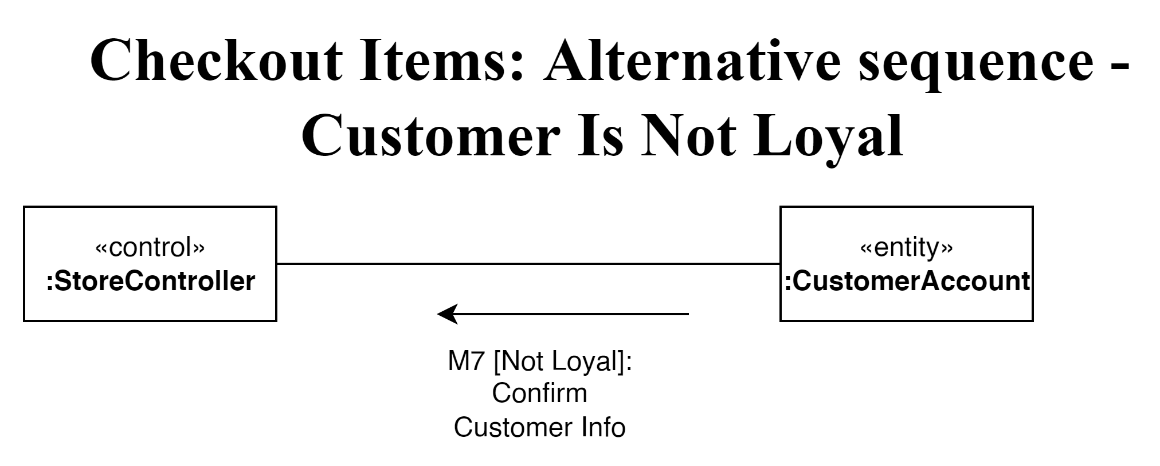 Checkout Items: Alternative sequence -
Customer Is Not Loyal
«control»
:StoreController
«entity»
:CustomerAccount
M7 [Not Loyal]:
Confirm
Customer Info